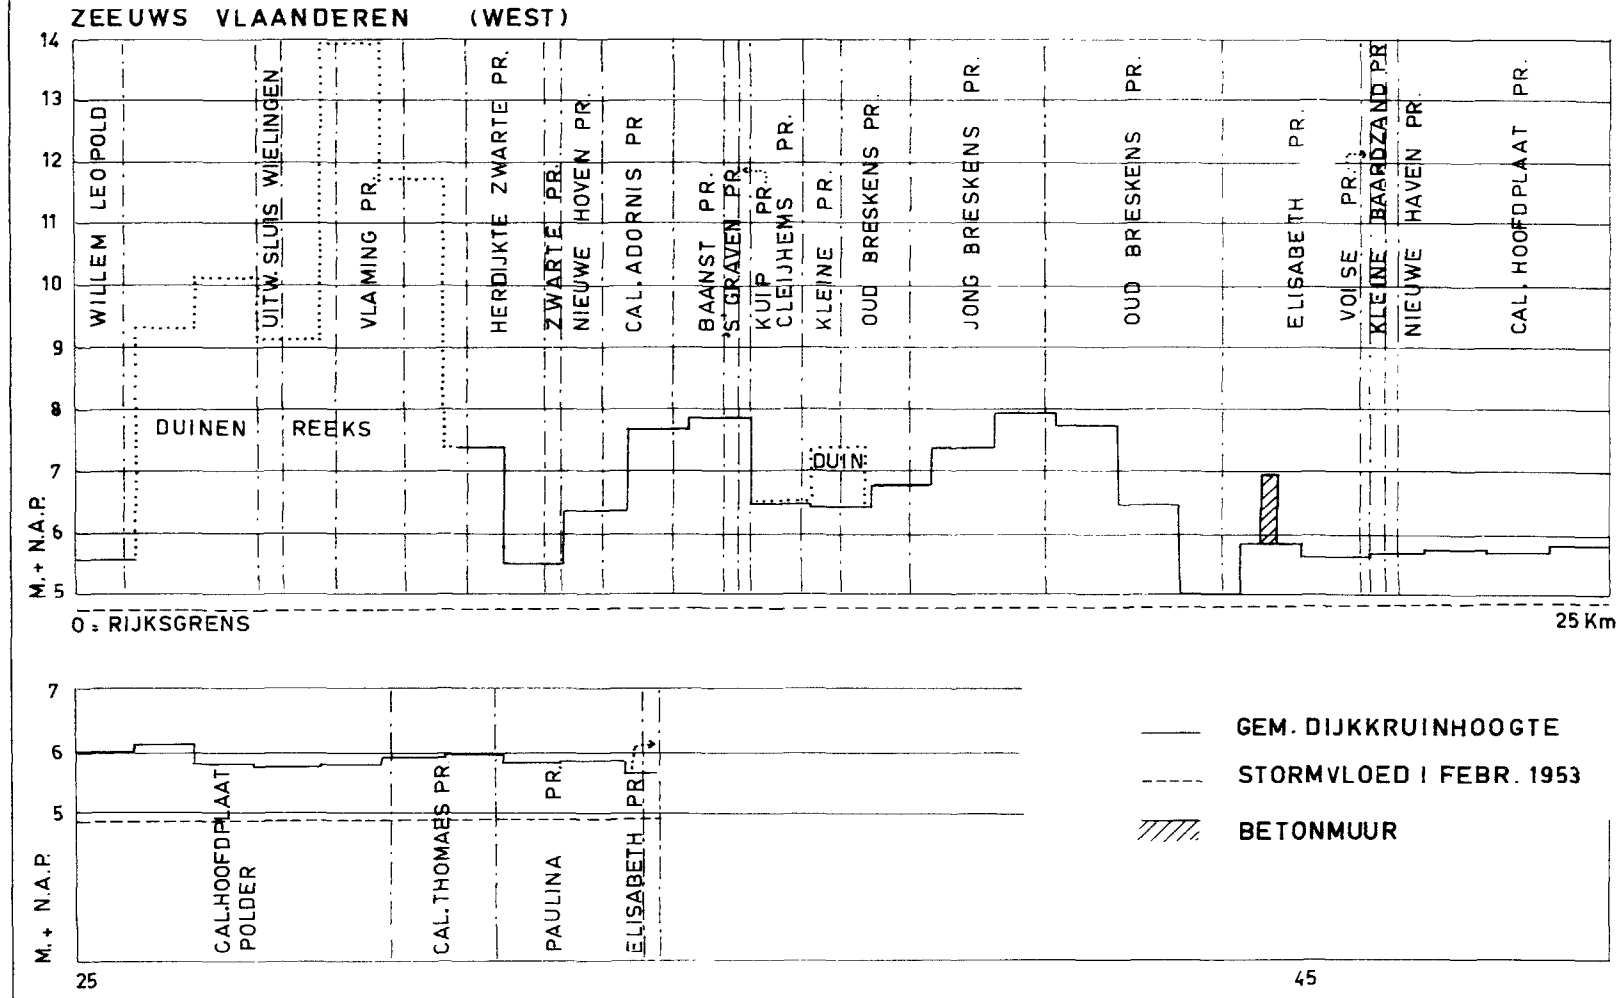 ZEEUWS VLAANDEREN (WEST)
14
13
12
11
10
9
8
7
6
5
M. + N.A.P.
WILLEM LEOPOLD
UITW. SLUIS WIELINGEN
VLAMING PR.
HERDIJKTE ZWARTE PR.
ZWARTE PR.
NIEUWE HOVEN PR.
CAL. ADORNIS PR
BAANST PR.
'S GRAVEN PR.
KUIP PR.
CLEIJHEMS PR.
KLEINE PR.
OUD BRESKENS PR.
JONG BRESKENS PR.
OUD BRESKENS PR.
ELISABETH PR.
VOISE PR.
KLEINE BAARDZAND PR
NIEUWE HAVEN PR.
CAL. HOOFDPLAAT PR.
DUINEN REEKS
DUIN
0 = RIJKSGRENS
25 Km
7
6
5
M. + N.A.P.
CAL. HOOFDPLAAT
POLDER
CAL. THOMAES PR.
PAULINA PR.
ELISABETH PR.
25
45
GEM. DIJKKRUINHOOGTE
STORMVLOED 1 FEBR. 1953
BETONMUUR